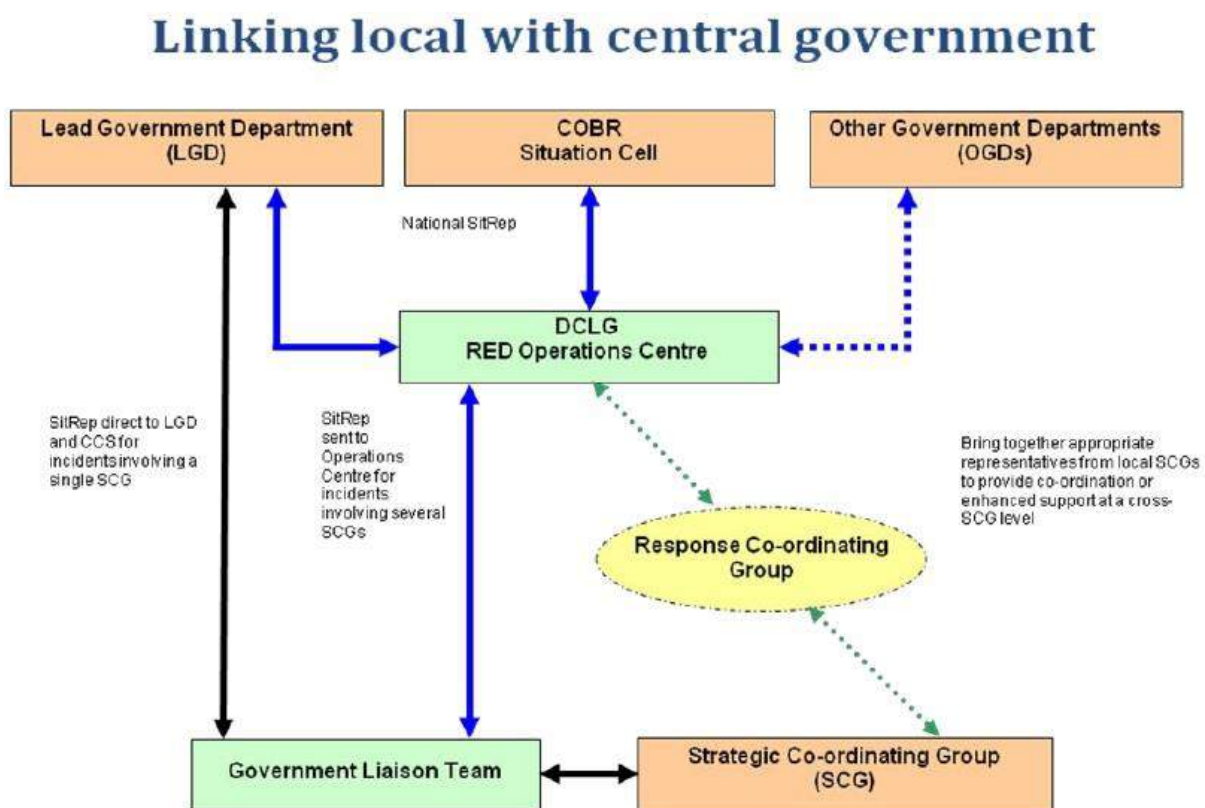 Linking local with central government
Lead Government Department
(LGD)
COBR
Situation Cell
Other Government Departments
(OGDs)
National SitRep
DCLG
RED Operations Centre
SitRep direct to LGD
and CCS for
incidents involving a
single SCG
SitRep
sent to
Operations
Centre for
incidents
involving several
SCGs
Bring together appropriate
representatives from local SCGs
to provide co-ordination or
enhanced support at a cross-
SCG level
Response Co-ordinating
Group
Government Liaison Team
Strategic Co-ordinating Group
(SCG)